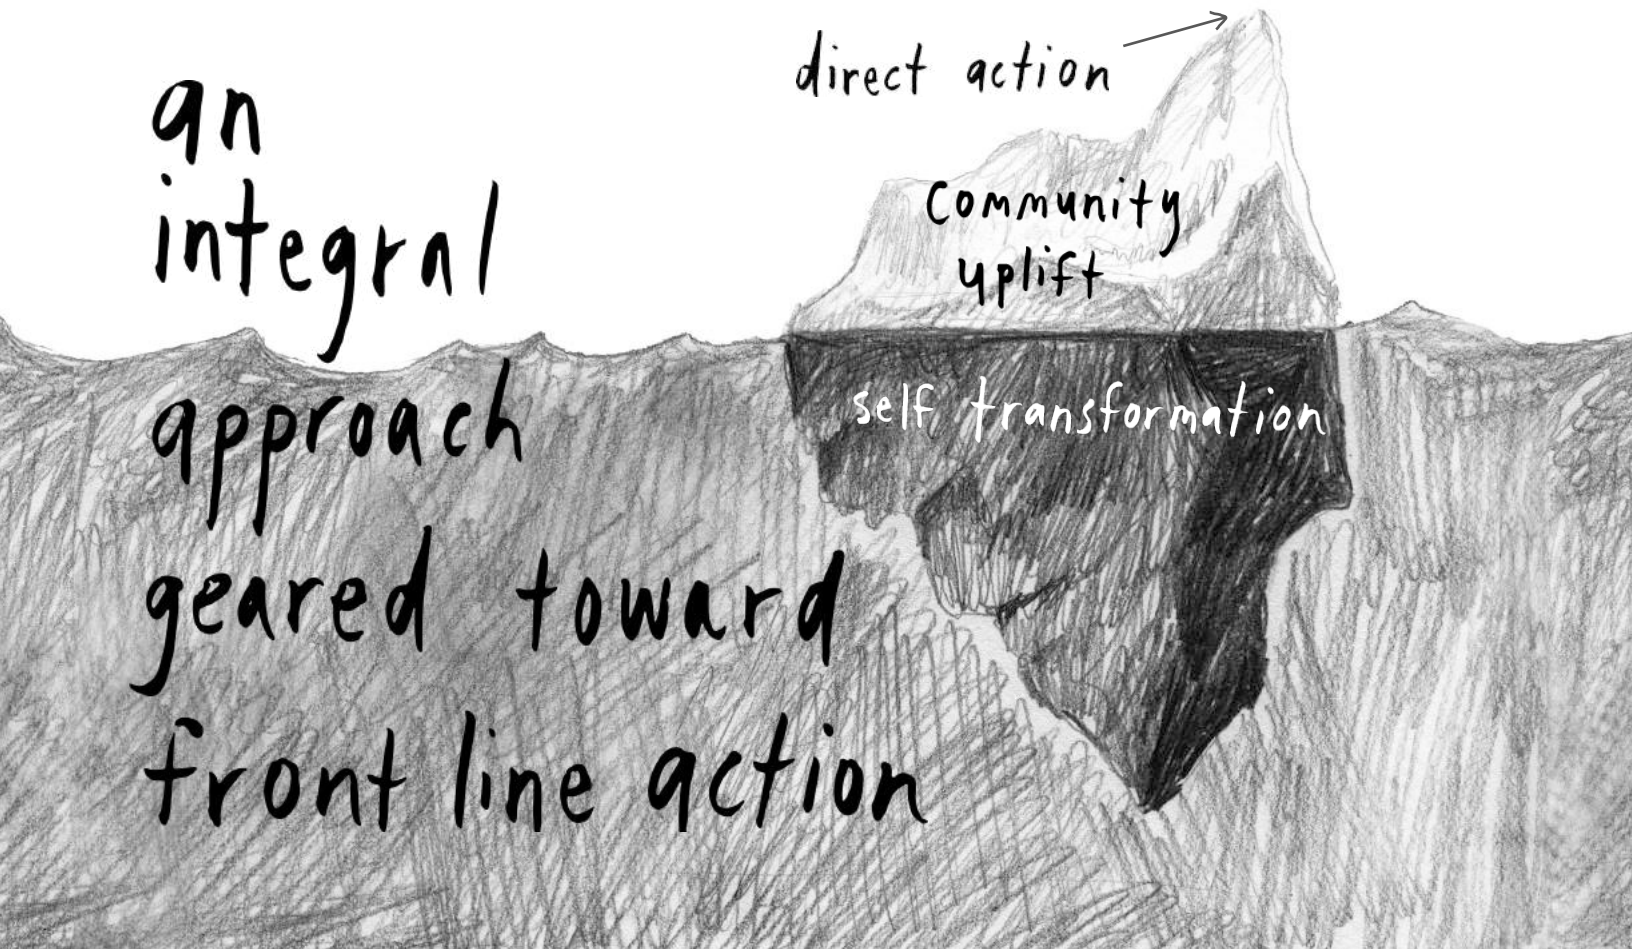 an
integral
approach
geared toward
front line action
direct action
community
uplift
self transformation